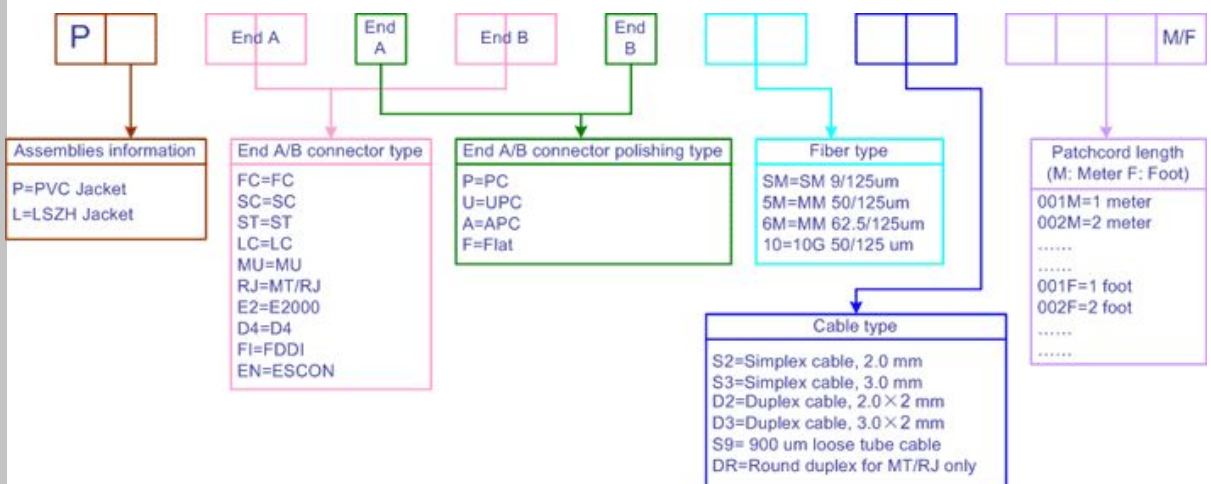 P
End A
End
A
End B
End
B
M/F
Assemblies information
P=PVC Jacket
L=LSZH Jacket
End A/B connector type
FC=FC
SC=SC
ST=ST
LC=LC
MU=MU
RJ=MT/RJ
E2=E2000
D4=D4
FI=FDDI
EN=ESCON
End A/B connector polishing type
P=PC
U=UPC
A=APC
F=Flat
Fiber type
SM=SM 9/125um
5M=MM 50/125um
6M=MM 62.5/125um
10=10G 50/125 um
Cable type
S2=Simplex cable, 2.0 mm
S3=Simplex cable, 3.0 mm
D2=Duplex cable, 2.0×2 mm
D3=Duplex cable, 3.0×2 mm
S9= 900 um loose tube cable
DR=Round duplex for MT/RJ only
Patchcord length
(M: Meter F: Foot)
001M=1 meter
002M=2 meter
......
......
001F=1 foot
002F=2 foot
......
......